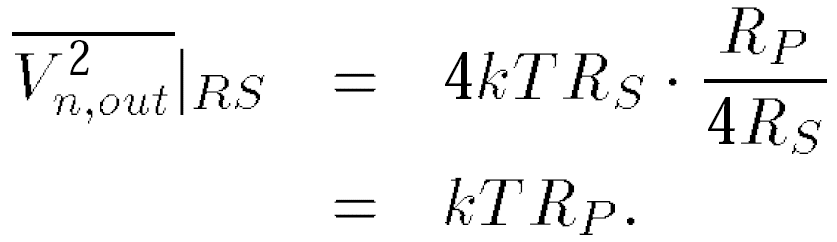 $\overline{V_{n,out}^2}|_{RS} = 4kTR_S \cdot \frac{R_P}{4R_S}$
$= kTR_P.$